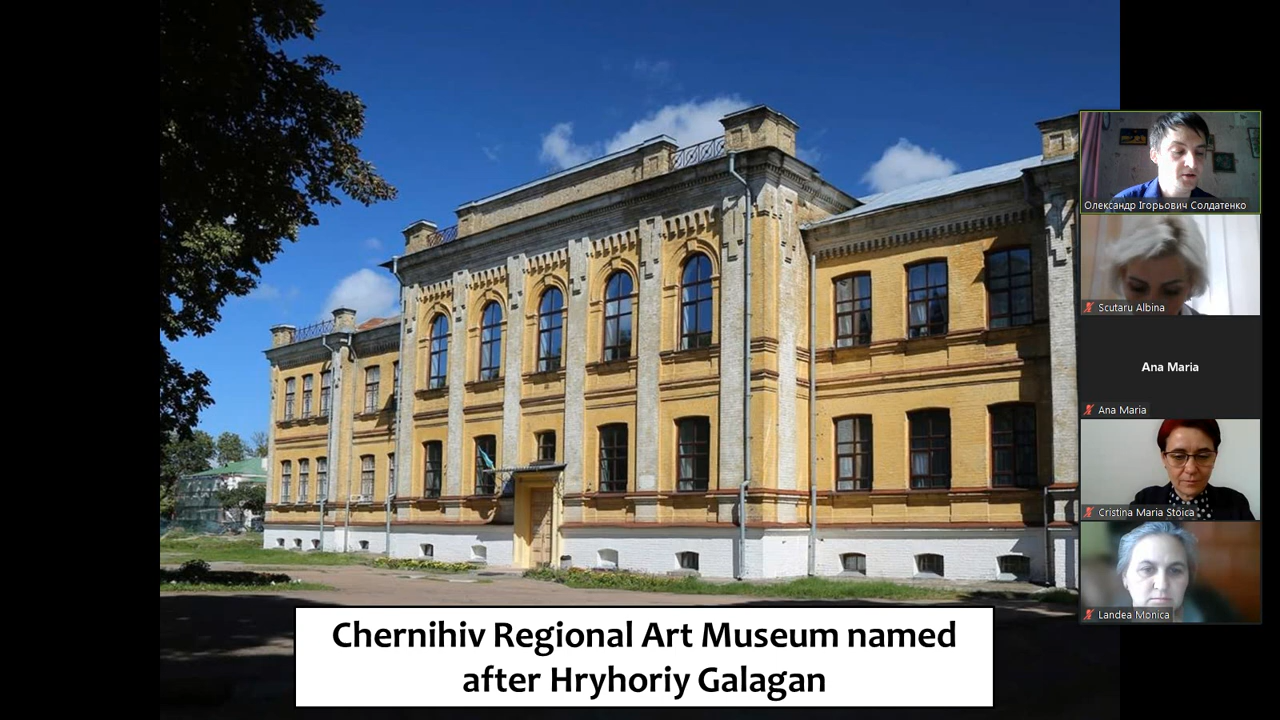 Chernihiv Regional Art Museum named
after Hryhoriy Galagan
Олександр Ігорьович Солдатенко
Scutaru Albina
Ana Maria
Ana Maria
Cristina Maria Stoica
Landea Monica